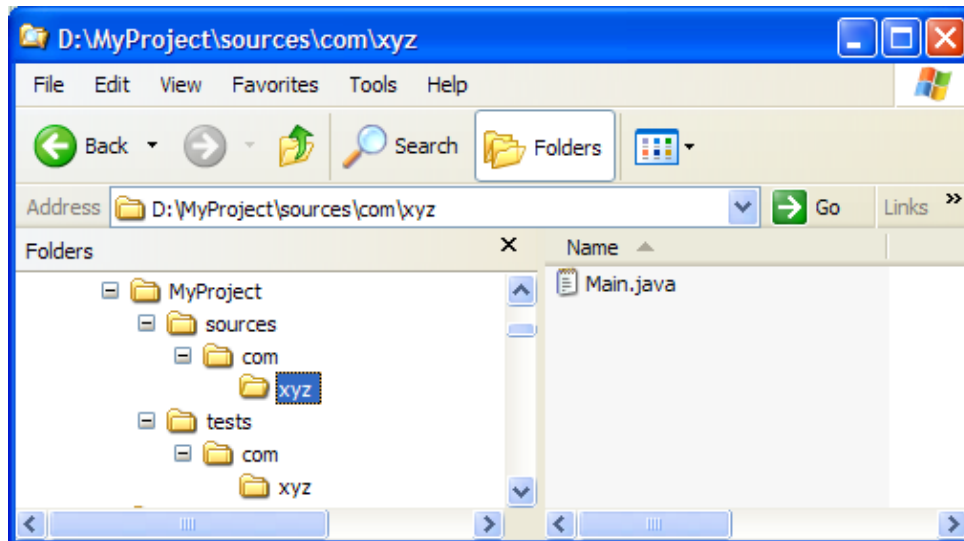 D:\MyProject\sources\com\xyz
File Edit View Favorites Tools Help
Back Search Folders
Address D:\MyProject\sources\com\xyz Go Links »
Folders Name
MyProject Main.java
sources
com
xyz
tests
com
xyz